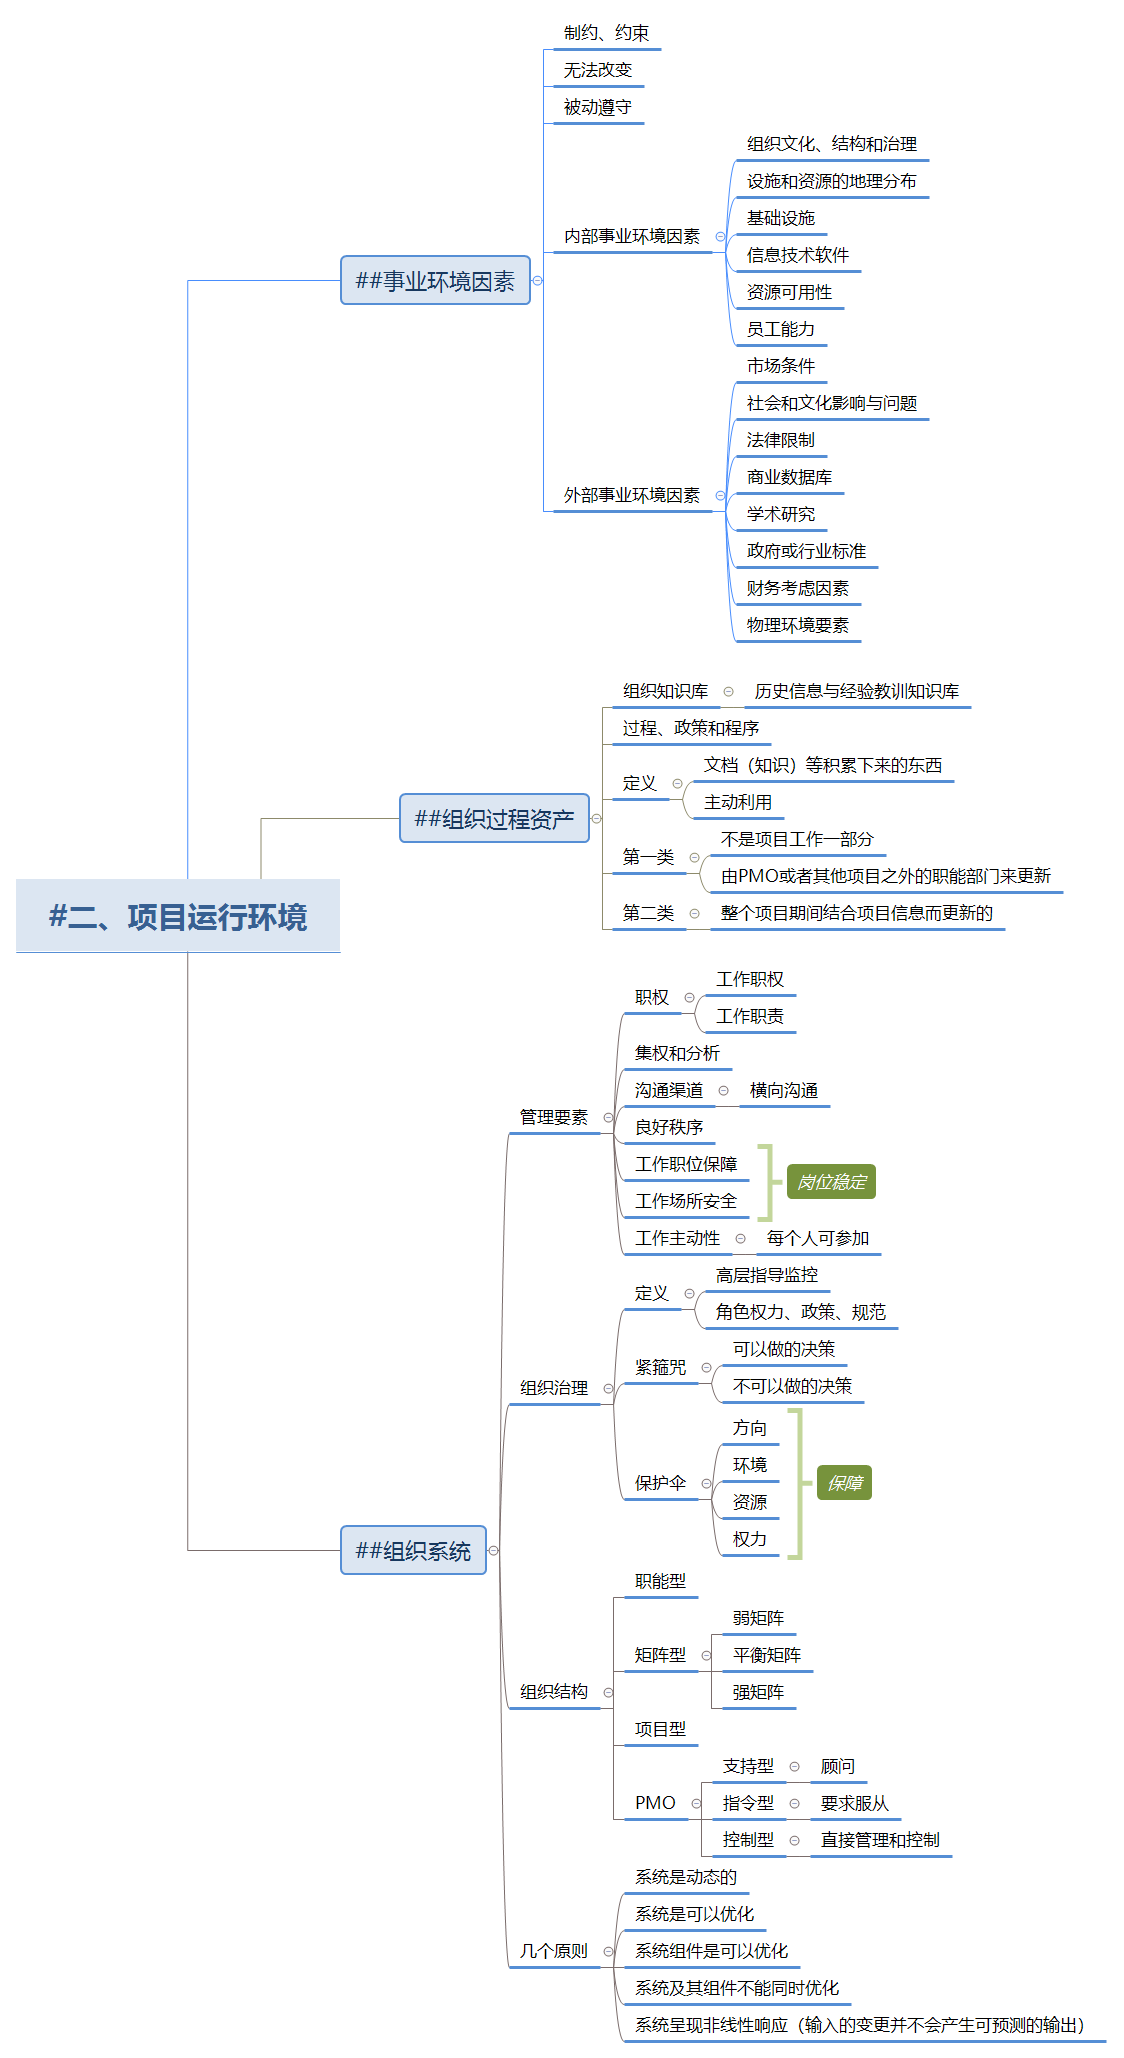 #二、项目运行环境
##事业环境因素
制约、约束
无法改变
被动遵守
内部事业环境因素
组织文化、结构和治理
设施和资源的地理分布
基础设施
信息技术软件
资源可用性
员工能力
外部事业环境因素
市场条件
社会和文化影响与问题
法律限制
商业数据库
学术研究
政府或行业标准
财务考虑因素
物理环境要素
##组织过程资产
组织知识库
历史信息与经验教训知识库
过程、政策和程序
定义
文档（知识）等积累下来的东西
主动利用
第一类
不是项目工作一部分
由PMO或者其他项目之外的职能部门来更新
第二类
整个项目期间结合项目信息而更新的
##组织系统
管理要素
职权
工作职权
工作职责
集权和分析
沟通渠道
横向沟通
良好秩序
工作职位保障
工作场所安全
岗位稳定
工作主动性
每个人可参加
组织治理
定义
高层指导监控
角色权力、政策、规范
紧箍咒
可以做的决策
不可以做的决策
保护伞
方向
环境
资源
权力
保障
组织结构
职能型
矩阵型
弱矩阵
平衡矩阵
强矩阵
项目型
PMO
支持型
顾问
指令型
要求服从
控制型
直接管理和控制
几个原则
系统是动态的
系统是可以优化
系统组件是可以优化
系统及其组件不能同时优化
系统呈现非线性响应（输入的变更并不会产生可预测的输出）